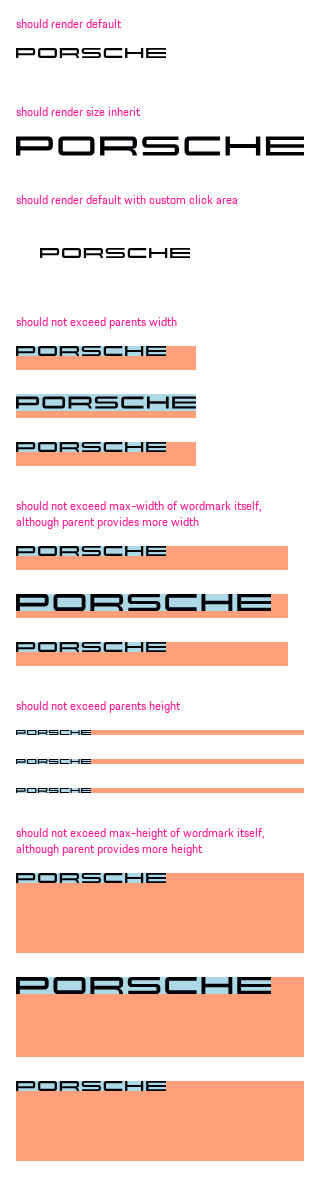 should render default
PORSCHE
should render size inherit
PORSCHE
should render default with custom click area
PORSCHE
should not exceed parents width
PORSCHE
PORSCHE
PORSCHE
should not exceed max-width of wordmark itself,
although parent provides more width
PORSCHE
PORSCHE
PORSCHE
should not exceed parents height
PORSCHE
PORSCHE
PORSCHE
should not exceed max-height of wordmark itself,
although parent provides more height
PORSCHE
PORSCHE
PORSCHE